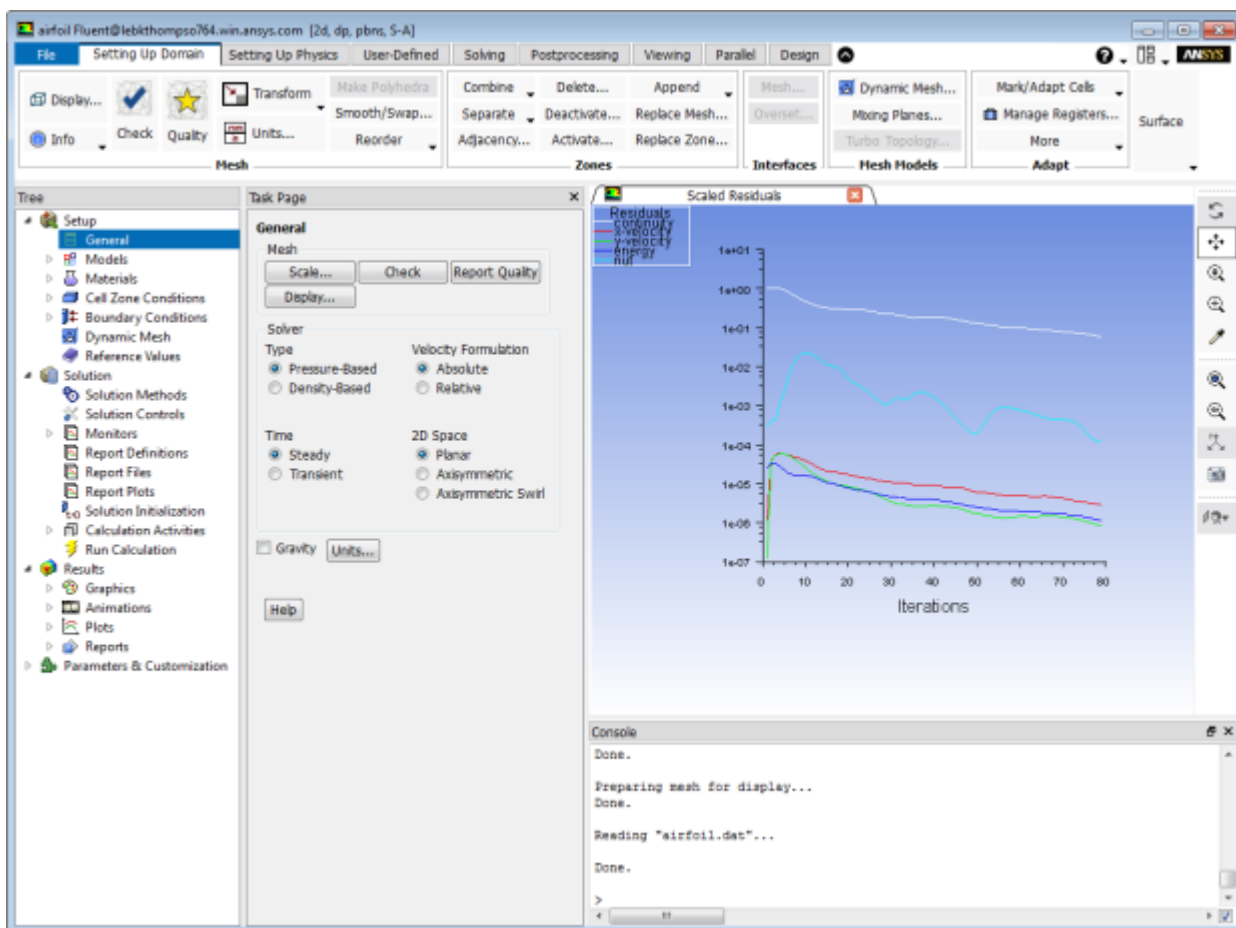 airfoil Fluent@lebkthompso764.win.ansys.com [2d, dp, pbns, S-A]
File Setting Up Domain Setting Up Physics User-Defined Solving Postprocessing Viewing Parallel Design ANSYS
Display... Check Quality Transform Make Polyhedra Combine Delete... Append Mesh... Dynamic Mesh... Mark/Adapt Cells
Smooth/Swap... Separate Deactivate... Replace Mesh... Overset... Mixing Planes... Manage Registers... Surface
Info Units... Reorder Adjacency... Activate... Replace Zone... Turbo Topology... More
Mesh Zones Interfaces Mesh Models Adapt
Tree
Setup
General
Models
Materials
Cell Zone Conditions
Boundary Conditions
Dynamic Mesh
Reference Values
Solution
Solution Methods
Solution Controls
Monitors
Report Definitions
Report Files
Report Plots
Solution Initialization
Calculation Activities
Run Calculation
Results
Graphics
Animations
Plots
Reports
Parameters & Customization
Task Page
General
Mesh
Scale... Check Report Quality
Display...
Solver
Type Velocity Formulation
Pressure-Based Absolute
Density-Based Relative
Time 2D Space
Steady Planar
Transient Axisymmetric
Axisymmetric Swirl
Gravity Units...
Help
Scaled Residuals
Residuals
continuity
x-velocity
y-velocity
energy
nut
1e+01
1e+00
1e-01
1e-02
1e-03
1e-04
1e-05
1e-06
1e-07
0 10 20 30 40 50 60 70 80
Iterations
Console
Done.
Preparing mesh for display...
Done.
Reading "airfoil.dat"...
Done.
>